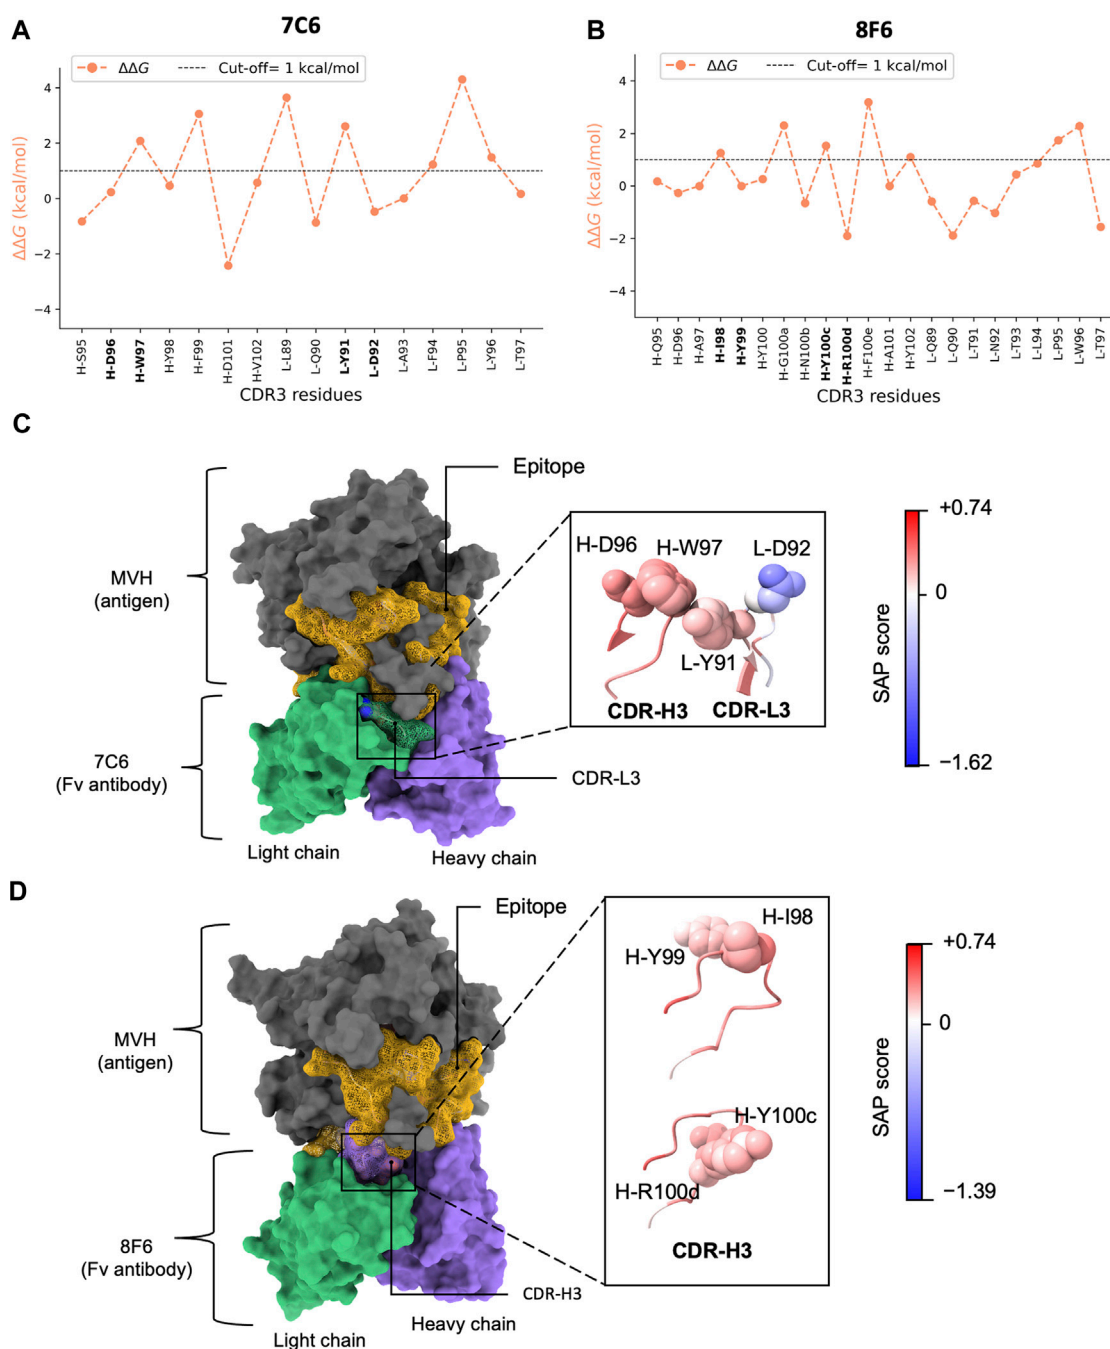 A
7C6
ΔΔG
Cut-off= 1 kcal/mol
ΔΔG (kcal/mol)
4
2
0
−2
−4
H-S95
H-D96
H-W97
H-Y98
H-F99
H-D101
H-V102
L-L89
L-Q90
L-Y91
L-D92
L-A93
L-F94
L-P95
L-Y96
L-T97
CDR3 residues
B
8F6
ΔΔG
Cut-off= 1 kcal/mol
ΔΔG (kcal/mol)
4
2
0
−2
−4
H-Q95
H-D96
H-A97
H-I98
H-Y99
H-Y100
H-G100a
H-N100b
H-Y100c
H-R100d
H-F100e
H-A101
H-Y102
L-Q89
L-Q90
L-T91
L-N92
L-T93
L-L94
L-P95
L-W96
L-T97
CDR3 residues
C
Epitope
MVH
(antigen)
7C6
(Fv antibody)
CDR-L3
Light chain
Heavy chain
H-D96
H-W97
L-D92
L-Y91
CDR-H3
CDR-L3
SAP score
+0.74
0
−1.62
D
Epitope
MVH
(antigen)
8F6
(Fv antibody)
CDR-H3
Heavy chain
Light chain
H-I98
H-Y99
H-Y100c
H-R100d
CDR-H3
SAP score
+0.74
0
−1.39